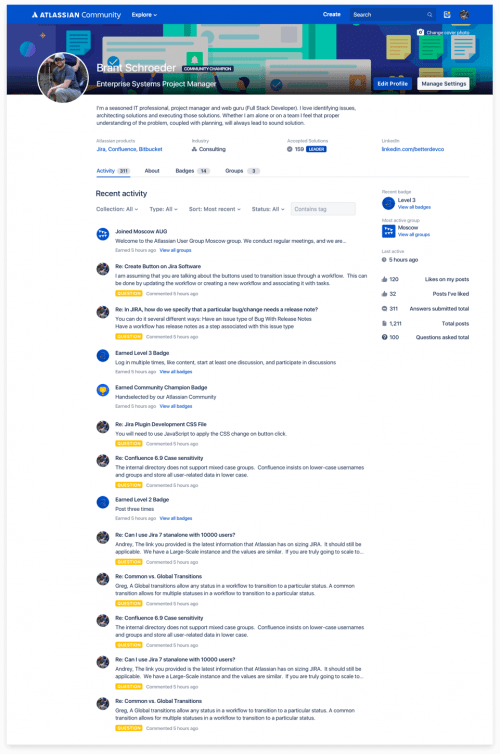 ATLASSIAN Community
Explore
Create
Search
Change cover photo
Brant Schroeder COMMUNITY CHAMPION
Enterprise Systems Project Manager
Edit Profile
Manage Settings
I'm a seasoned IT professional, project manager and web guru (Full Stack Developer). I love identifying issues,
architecting solutions and executing those solutions. Whether I am alone or on a team I feel that proper
understanding of the problem, coupled with planning, will always lead to sound solution.
Atlassian products
Jira, Confluence, Bitbucket
Industry
Consulting
Accepted Solutions
159 LEADER
LinkedIn
linkedin.com/betterdevco
Activity 311
About
Badges 14
Groups 3
Recent activity
Collection: All
Type: All
Sort: Most recent
Status: All
Contains tag
Joined Moscow AUG
Welcome to the Atlassian User Group Moscow group. We conduct regular meetings, and we are...
Earned 5 hours ago View all groups
Re: Create Button on Jira Software
I am assuming that you are talking about the buttons used to transition issue through a workflow. This can
be done by updating the workflow or creating a new workflow and associating it with tasks.
QUESTION Commented 5 hours ago
Re: In JIRA, how do we specify that a particular bug/change needs a release note?
You can do it several different ways: Have an issue type of Bug With Release Notes
Have a workflow has release notes as a step associated with this issue type
QUESTION Commented 5 hours ago
Earned Level 3 Badge
Log in multiple times, like content, start at least one discussion, and participate in discussions
Earned 5 hours ago View all badges
Earned Community Champion Badge
Handselected by our Atlassian Community
Earned 5 hours ago View all badges
Re: Jira Plugin Development CSS File
You will need to use JavaScript to apply the CSS change on button click.
QUESTION Commented 5 hours ago
Re: Confluence 6.9 Case sensitivity
The internal directory does not support mixed case groups. Confluence insists on lower-case usernames
and groups and store all user-related data in lower case.
QUESTION Commented 5 hours ago
Earned Level 2 Badge
Post three times
Earned 5 hours ago View all badges
Re: Can I use Jira 7 stanalone with 10000 users?
Andrey, The link you provided is the latest information that Atlassian has on sizing JIRA. It should still be
applicable. We have a Large-Scale instance and the values are similar. If you are truly going to scale to...
QUESTION Commented 5 hours ago
Re: Common vs. Global Transitions
Greg, A Global transitions allow any status in a workflow to transition to a particular status. A common
transition allows for multiple statuses in a workflow to transition to a particular status.
QUESTION Commented 5 hours ago
Re: Confluence 6.9 Case sensitivity
The internal directory does not support mixed case groups. Confluence insists on lower-case usernames
and groups and store all user-related data in lower case.
QUESTION Commented 5 hours ago
Re: Can I use Jira 7 stanalone with 10000 users?
Andrey, The link you provided is the latest information that Atlassian has on sizing JIRA. It should still be
applicable. We have a Large-Scale instance and the values are similar. If you are truly going to scale to...
QUESTION Commented 5 hours ago
Re: Common vs. Global Transitions
Greg, A Global transitions allow any status in a workflow to transition to a particular status. A common
transition allows for multiple statuses in a workflow to transition to a particular status.
QUESTION Commented 5 hours ago
Recent badge
Level 3
View all badges
Most active group
Moscow
View all groups
Last active
5 hours ago
120 Likes on my posts
32 Posts I've liked
311 Answers submitted total
1,211 Total posts
100 Questions asked total